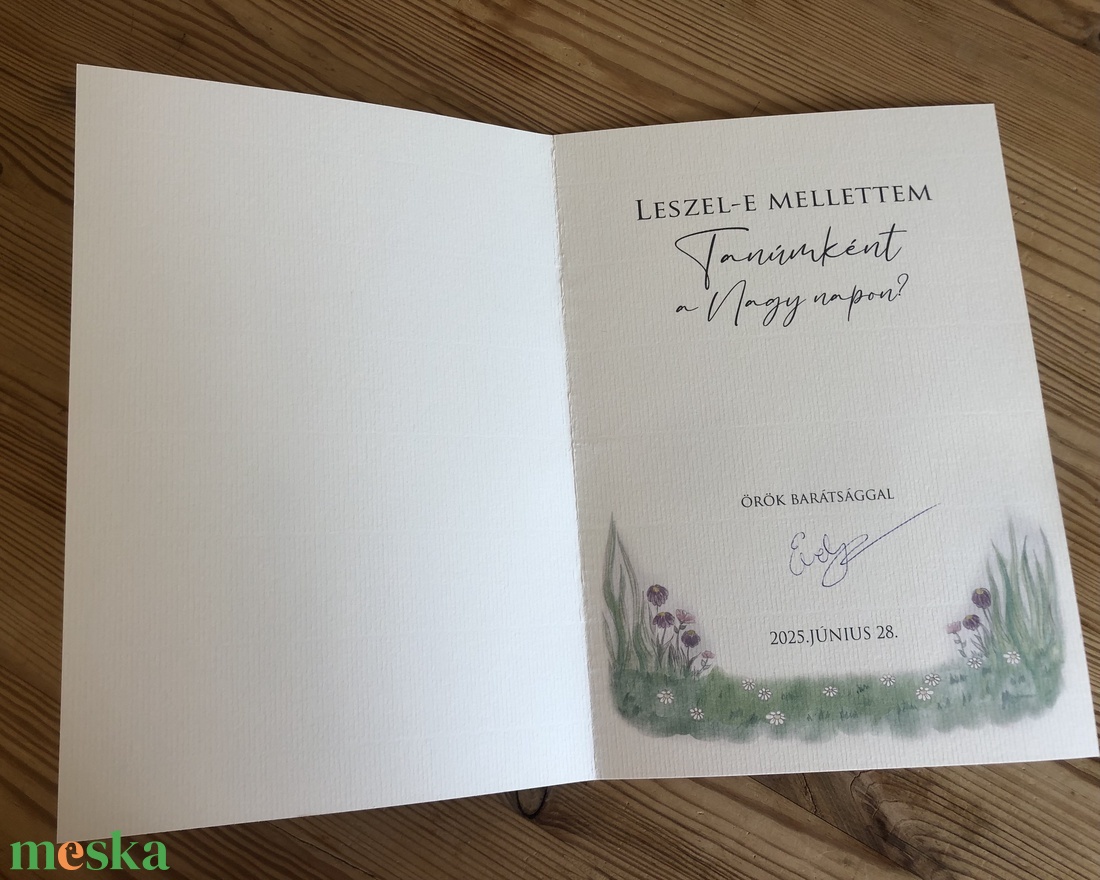 LESZEL-E MELLETTEM
Tanúmként
a Nagy napon?
ÖRÖK BARÁTSÁGGAL
2025.JÚNIUS 28.
meska